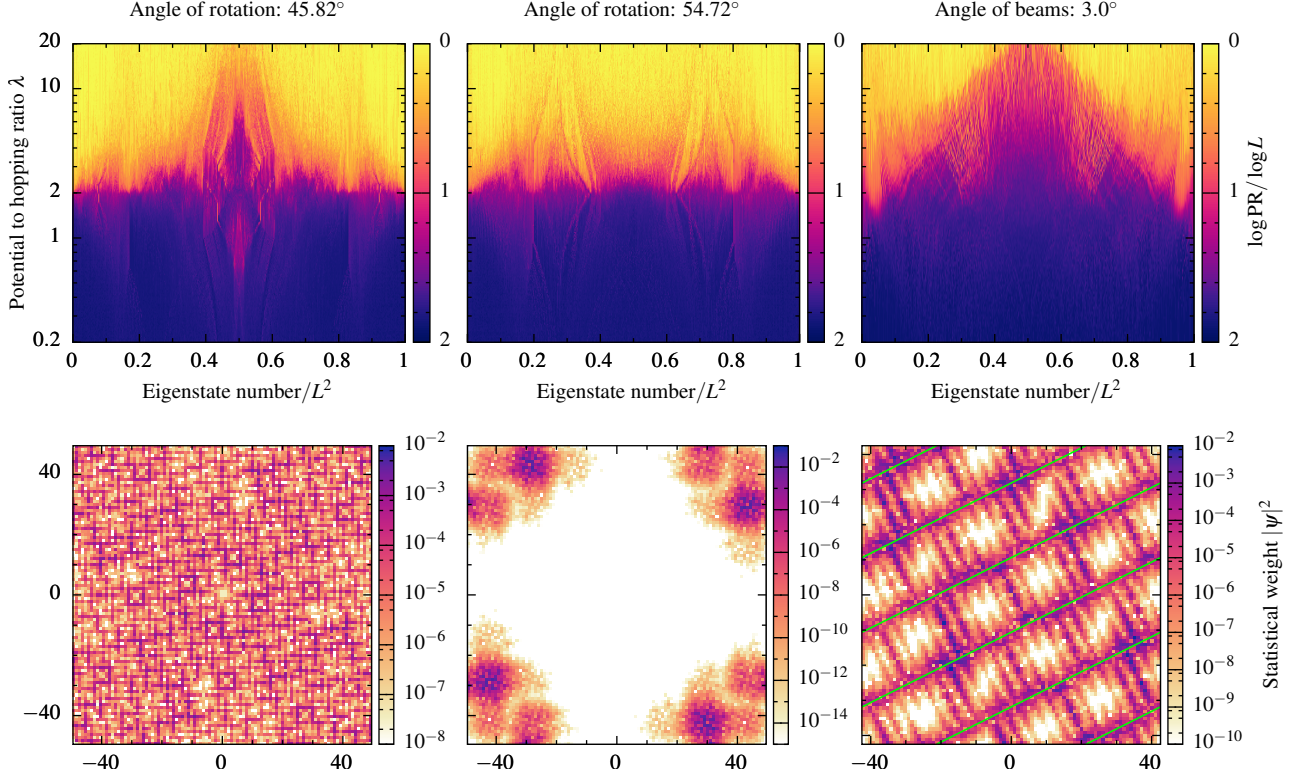 Angle of rotation: 45.82°
Angle of rotation: 54.72°
Angle of beams: 3.0°
Potential to hopping ratio λ
20
10
2
1
0.2
0 0.2 0.4 0.6 0.8 1
Eigenstate number/L²
0
1
2
0 0.2 0.4 0.6 0.8 1
Eigenstate number/L²
0
1
2
0 0.2 0.4 0.6 0.8 1
Eigenstate number/L²
0
1
2
log PR/ log L
40
0
−40
−40 0 40
10⁻²
10⁻³
10⁻⁴
10⁻⁵
10⁻⁶
10⁻⁷
10⁻⁸
−40 0 40
10⁻²
10⁻⁴
10⁻⁶
10⁻⁸
10⁻¹⁰
10⁻¹²
10⁻¹⁴
−40 0 40
10⁻²
10⁻³
10⁻⁴
10⁻⁵
10⁻⁶
10⁻⁷
10⁻⁸
10⁻⁹
10⁻¹⁰
Statistical weight |ψ|²